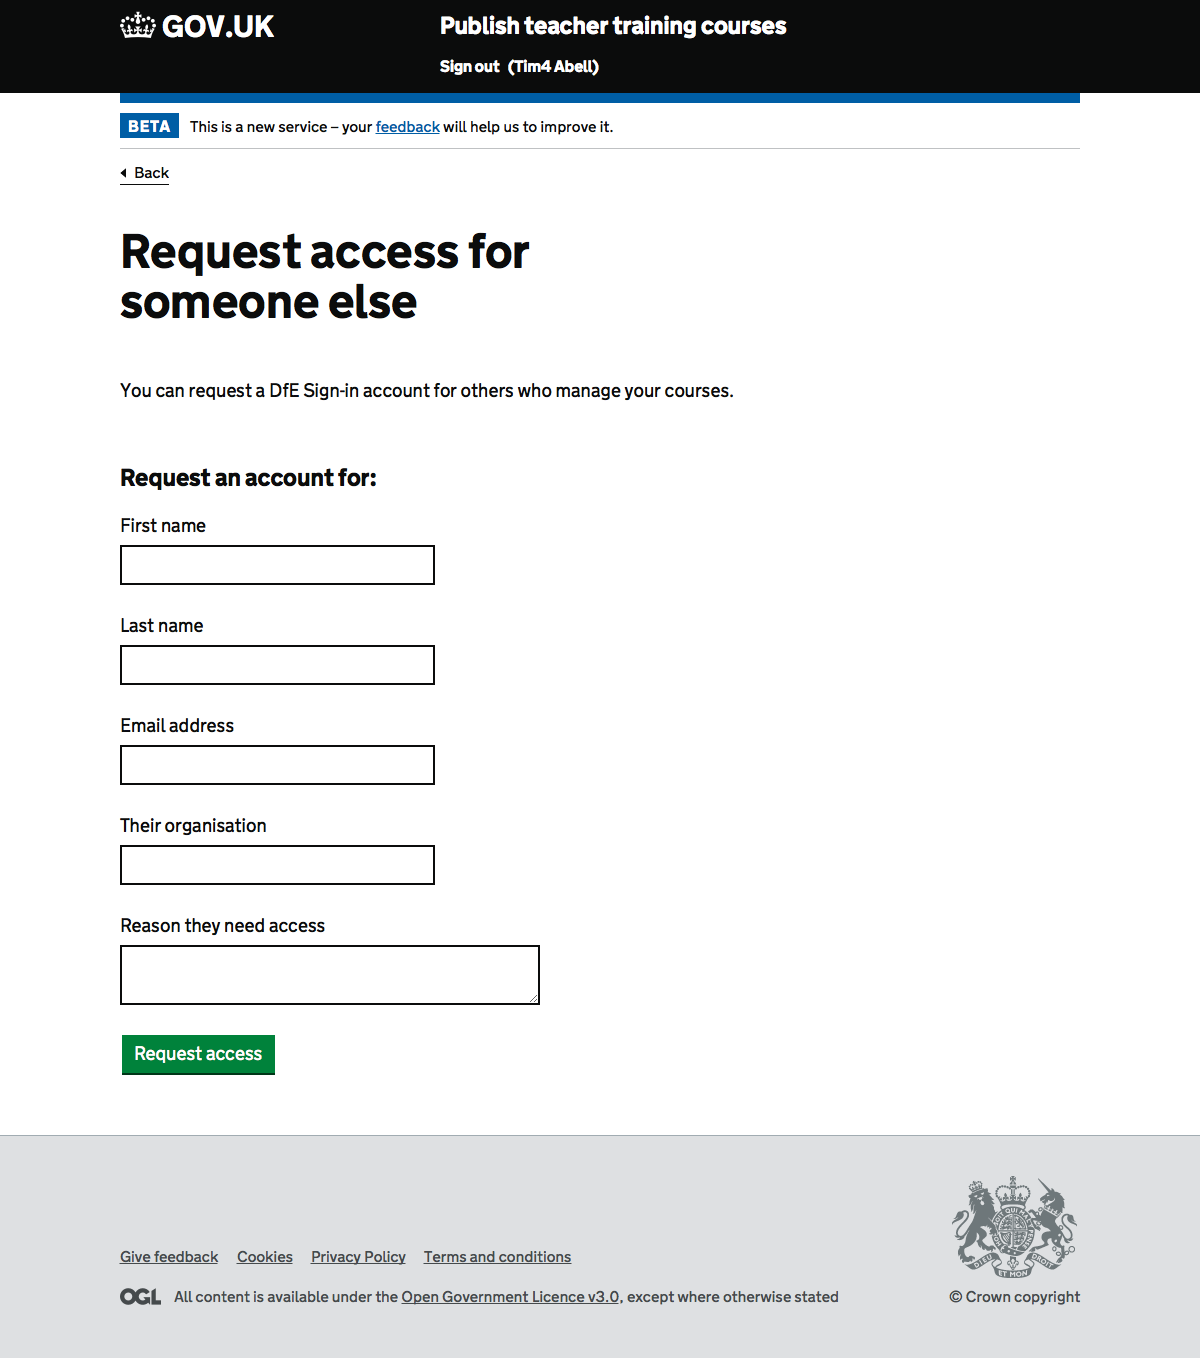 GOV.UK
Publish teacher training courses
Sign out (Tim4 Abell)
BETA This is a new service – your feedback will help us to improve it.
Back
Request access for
someone else
You can request a DfE Sign-in account for others who manage your courses.
Request an account for:
First name
Last name
Email address
Their organisation
Reason they need access
Request access
Give feedback Cookies Privacy Policy Terms and conditions
DIEU ET MON DROIT
OGL All content is available under the Open Government Licence v3.0, except where otherwise stated
© Crown copyright